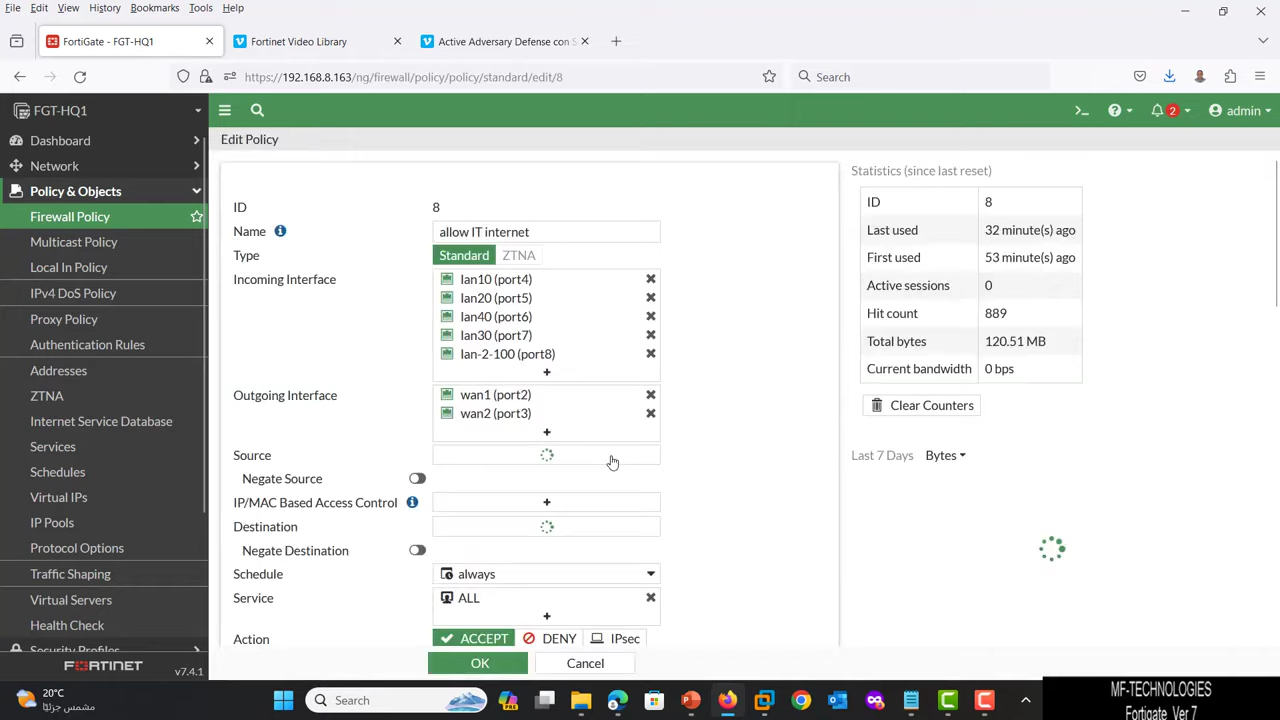 File Edit View History Bookmarks Tools Help
FortiGate - FGT-HQ1
Fortinet Video Library
Active Adversary Defense con S
https://192.168.8.163/ng/firewall/policy/policy/standard/edit/8
Search
FGT-HQ1
admin
2
Dashboard
Network
Policy & Objects
Firewall Policy
Multicast Policy
Local In Policy
IPv4 DoS Policy
Proxy Policy
Authentication Rules
Addresses
ZTNA
Internet Service Database
Services
Schedules
Virtual IPs
IP Pools
Protocol Options
Traffic Shaping
Virtual Servers
Health Check
Security Profiles
FORTINET
v7.4.1
Edit Policy
ID 8
Name allow IT internet
Type Standard ZTNA
Incoming Interface lan10 (port4)
lan20 (port5)
lan40 (port6)
lan30 (port7)
lan-2-100 (port8)
Outgoing Interface wan1 (port2)
wan2 (port3)
Source
Negate Source
IP/MAC Based Access Control
Destination
Negate Destination
Schedule always
Service ALL
Action ACCEPT DENY IPsec
OK Cancel
Statistics (since last reset)
ID 8
Last used 32 minute(s) ago
First used 53 minute(s) ago
Active sessions 0
Hit count 889
Total bytes 120.51 MB
Current bandwidth 0 bps
Clear Counters
Last 7 Days Bytes
20°C
مشمس جزئيًا
Search
MF-TECHNOLOGIES
Fortigate Ver 7